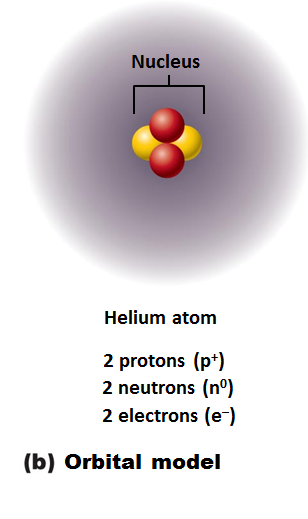 Nucleus
Helium atom
2 protons (p⁺)
2 neutrons (n⁰)
2 electrons (e⁻)
(b) Orbital model